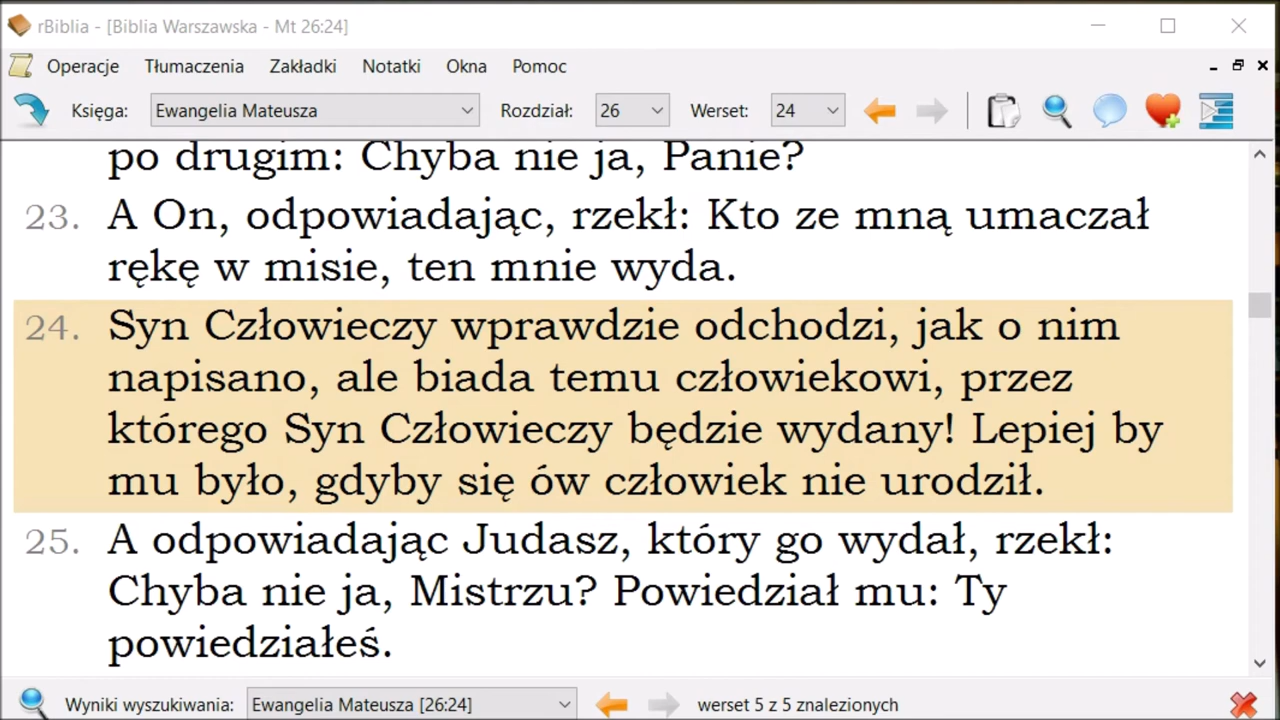 rBiblia - [Biblia Warszawska - Mt 26:24]
Operacje Tłumaczenia Zakładki Notatki Okna Pomoc
Księga: Ewangelia Mateusza Rozdział: 26 Werset: 24
po drugim: Chyba nie ja, Panie?
23. A On, odpowiadając, rzekł: Kto ze mną umaczał
rękę w misie, ten mnie wyda.
24. Syn Człowieczy wprawdzie odchodzi, jak o nim
napisano, ale biada temu człowiekowi, przez
którego Syn Człowieczy będzie wydany! Lepiej by
mu było, gdyby się ów człowiek nie urodził.
25. A odpowiadając Judasz, który go wydał, rzekł:
Chyba nie ja, Mistrzu? Powiedział mu: Ty
powiedziałeś.
Wyniki wyszukiwania: Ewangelia Mateusza [26:24] werset 5 z 5 znalezionych